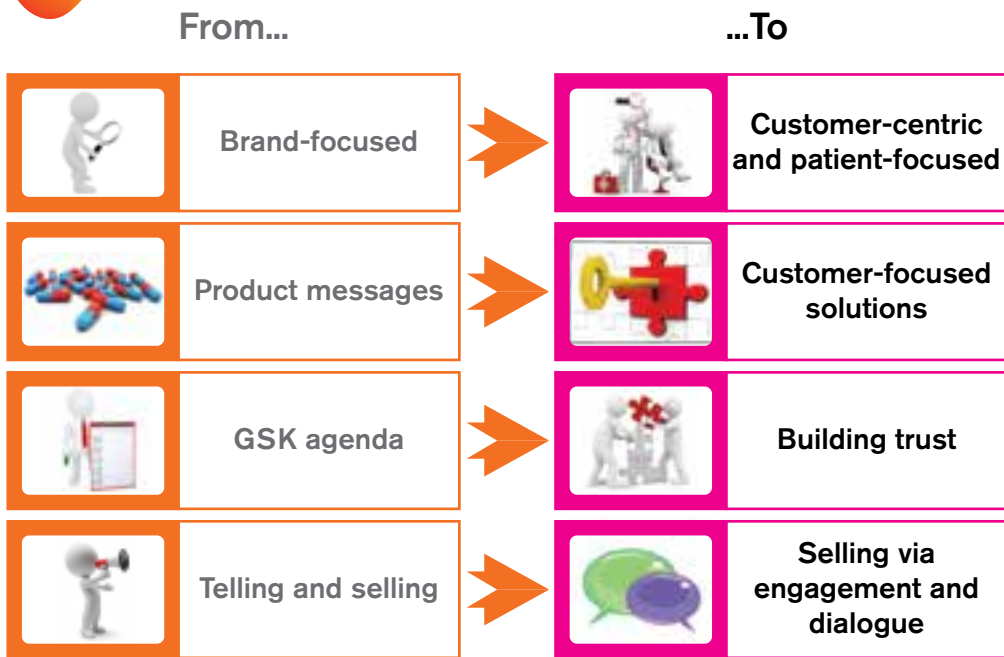 From...
...To
Brand-focused
Customer-centric
and patient-focused
Product messages
Customer-focused
solutions
GSK agenda
Building trust
Telling and selling
Selling via
engagement and
dialogue